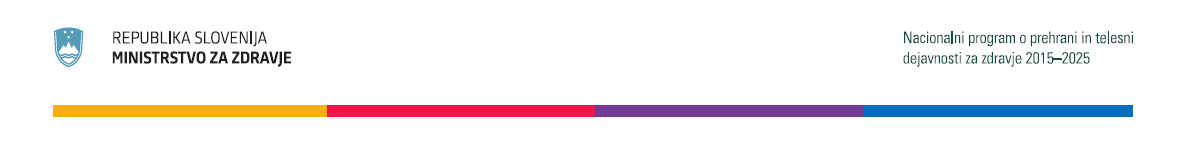 REPUBLIKA SLOVENIJA
MINISTRSTVO ZA ZDRAVJE
Nacionalni program o prehrani in telesni
dejavnosti za zdravje 2015–2025